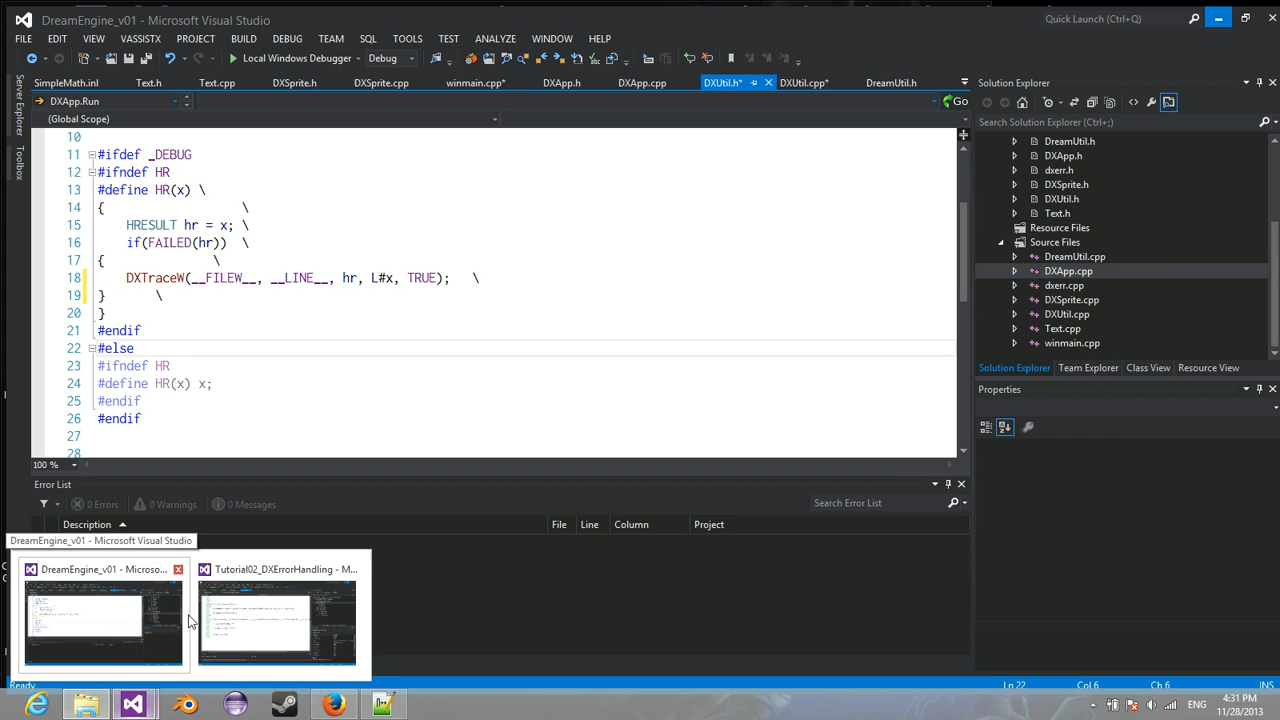 DreamEngine_v01 - Microsoft Visual Studio
Quick Launch (Ctrl+Q)
FILE EDIT VIEW VASSISTX PROJECT BUILD DEBUG TEAM SQL TOOLS TEST ANALYZE WINDOW HELP
Local Windows Debugger Debug
SimpleMath.inl Text.h Text.cpp DXSprite.h DXSprite.cpp winmain.cpp* DXApp.h DXApp.cpp DXUtil.h* DXUtil.cpp* DreamUtil.h
DXApp.Run
Go
(Global Scope)
Server Explorer
Toolbox
10
11 #ifdef _DEBUG
12 #ifndef HR
13 #define HR(x) \
14 { \
15 HRESULT hr = x; \
16 if(FAILED(hr)) \
17 { \
18 DXTraceW(__FILEW__, __LINE__, hr, L#x, TRUE); \
19 } \
20 }
21 #endif
22 #else
23 #ifndef HR
24 #define HR(x) x;
25 #endif
26 #endif
27
28
100 %
Solution Explorer
Search Solution Explorer (Ctrl+;)
DreamUtil.h
DXApp.h
dxerr.h
DXSprite.h
DXUtil.h
Text.h
Resource Files
Source Files
DreamUtil.cpp
DXApp.cpp
dxerr.cpp
DXSprite.cpp
DXUtil.cpp
Text.cpp
winmain.cpp
Solution Explorer Team Explorer Class View Resource View
Properties
Error List
0 Errors 0 Warnings 0 Messages
Search Error List
Description File Line Column Project
DreamEngine_v01 - Microsoft Visual Studio
DreamEngine_v01 - Microso...
Tutorial02_DXErrorHandling - M...
Ready Ln 22 Col 6 Ch 6 INS
ENG
4:31 PM
11/28/2013